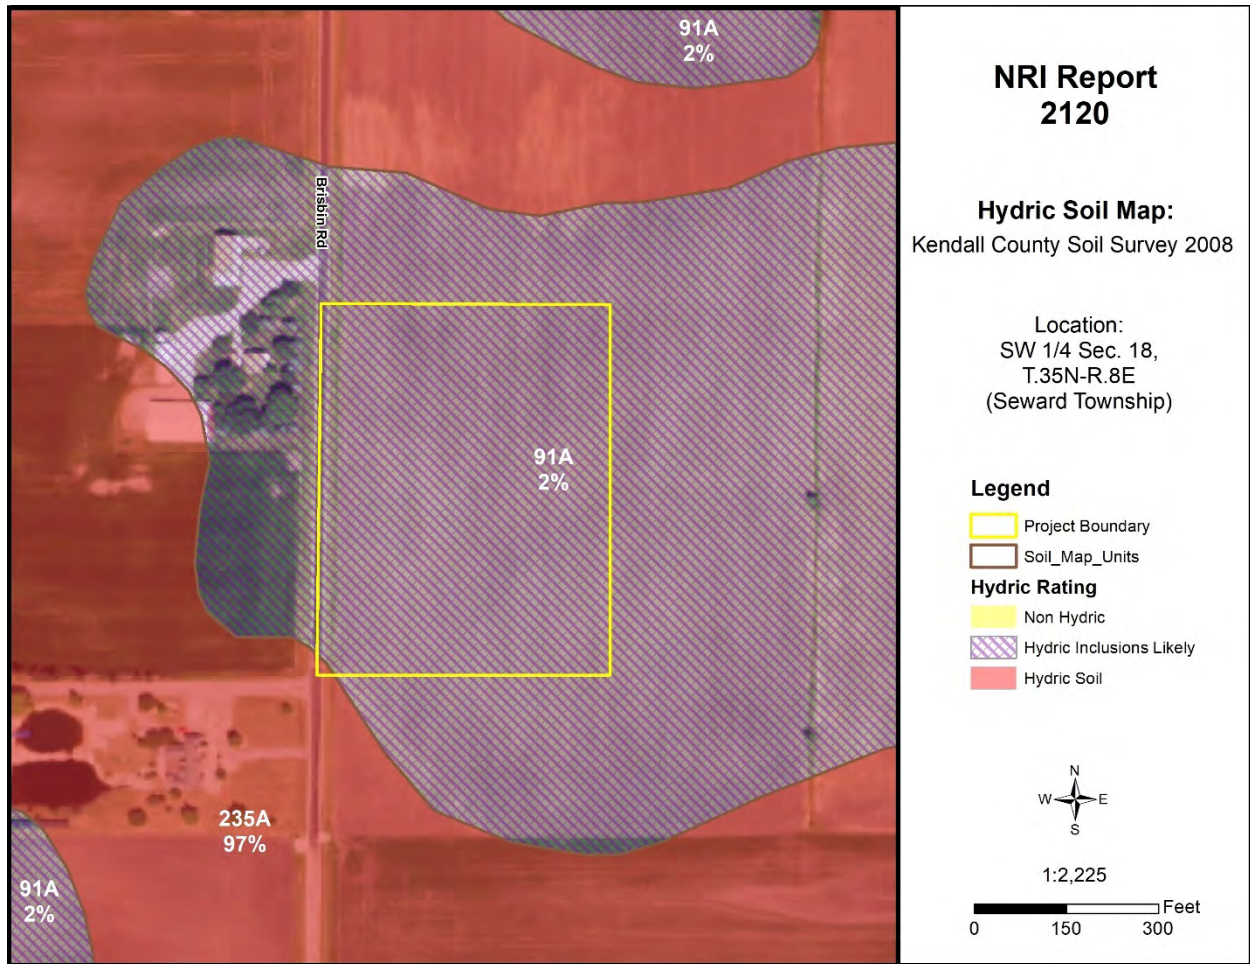 91A
2%
Brisbin Rd
91A
2%
235A
97%
91A
2%
NRI Report
2120
Hydric Soil Map:
Kendall County Soil Survey 2008
Location:
SW 1/4 Sec. 18,
T.35N-R.8E
(Seward Township)
Legend
Project Boundary
Soil_Map_Units
Hydric Rating
Non Hydric
Hydric Inclusions Likely
Hydric Soil
N
W E
S
1:2,225
Feet
0 150 300